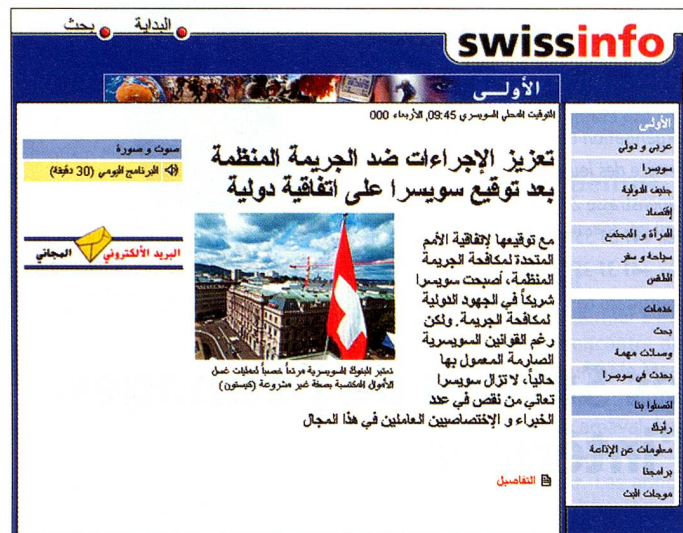 البداية
بحث
swissinfo
الأولـى
التوقيت المحلي السويسري 09:45, الأربعاء 000
الأولـى
عربي و دولي
سويسرا
جنيف الدولية
إقتصاد
المرأة و المجتمع
سياحة و سفر
الطقس
خدمات
بحث
وصلات مهمة
بحث في سويسرا
اتصلوا بنا
رأيك
معلومات عن الإذاعة
برامجنا
موجات البث
تعزيز الإجراءات ضد الجريمة المنظمة
بعد توقيع سويسرا على اتفاقية دولية
مع توقيعها لإتفاقية الأمم
المتحدة لمكافحة الجريمة
المنظمة، أصبحت سويسرا
شريكاً في الجهود الدولية
لمكافحة الجريمة. ولكن
رغم القوانين السويسرية
الصارمة المعمول بها
حالياً، لا تزال سويسرا
تعاني من نقص في عدد
الخبراء و الإختصاصيين العاملين في هذا المجال
تعتبر البنوك السويسرية مرتعاً خصباً لعمليات غسل
الأموال المكتسبة بصفة غير مشروعة (كيستون)
التفاصيل
صوت و صورة
البرنامج اليومي (30 دقيقة)
البريد الألكتروني المجاني